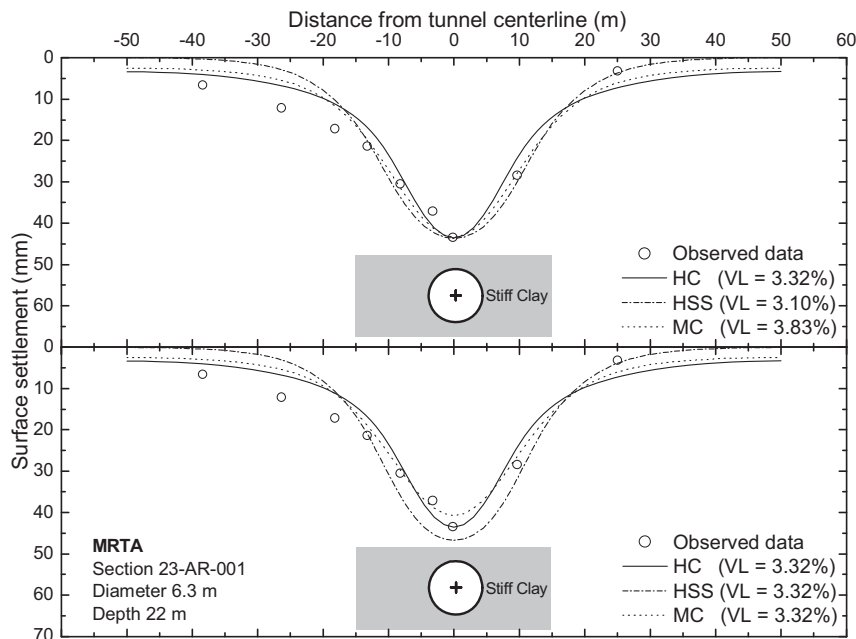 Distance from tunnel centerline (m)
-50 -40 -30 -20 -10 0 10 20 30 40 50 60
0
10
20
30
40
50
60
Observed data
HC (VL = 3.32%)
HSS (VL = 3.10%)
MC (VL = 3.83%)
Stiff Clay
Surface settlement (mm)
0
10
20
30
40
50
60
70
Observed data
HC (VL = 3.32%)
HSS (VL = 3.32%)
MC (VL = 3.32%)
Stiff Clay
MRTA
Section 23-AR-001
Diameter 6.3 m
Depth 22 m